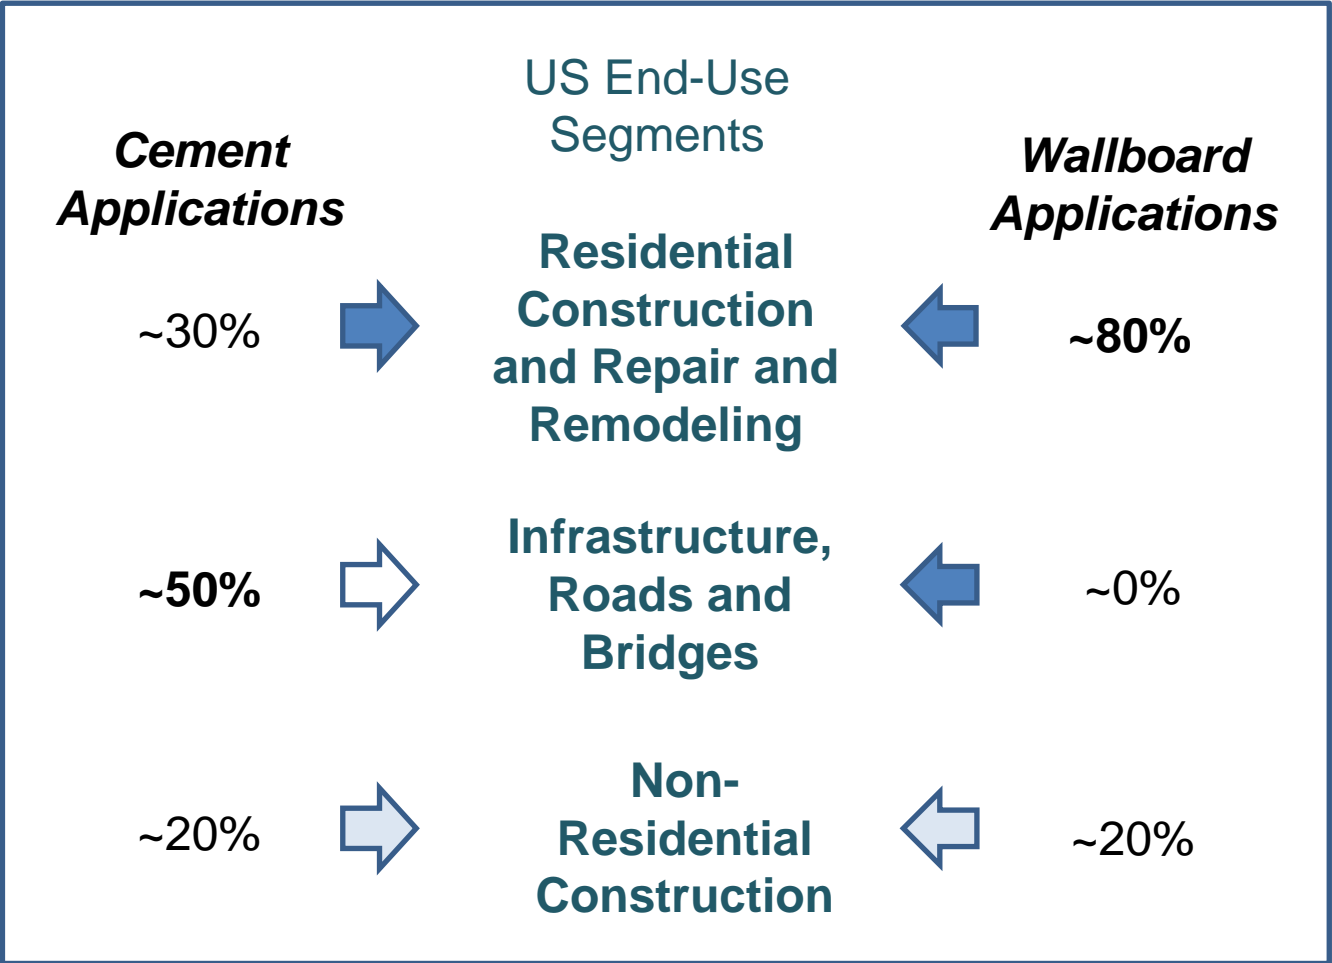 US End-Use
Segments
Cement
Applications
Wallboard
Applications
Residential
Construction
and Repair and
Remodeling
~30%
~80%
Infrastructure,
Roads and
Bridges
~50%
~0%
Non-
Residential
Construction
~20%
~20%